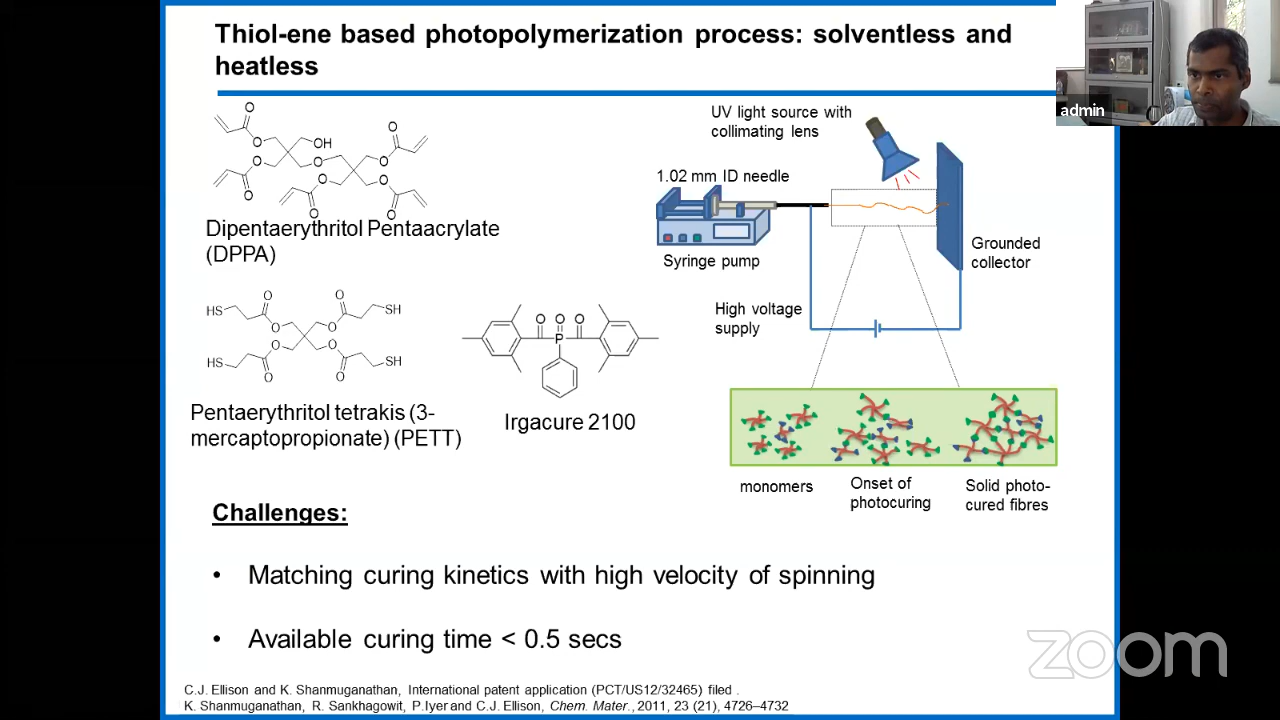 Thiol-ene based photopolymerization process: solventless and
heatless
admin
O
O
OH
O
O
O
O
O
O
O
O
O
Dipentaerythritol Pentaacrylate
(DPPA)
UV light source with
collimating lens
1.02 mm ID needle
Syringe pump
Grounded
collector
High voltage
supply
HS
O
O
SH
O
O
O
O
HS
O
O
SH
Pentaerythritol tetrakis (3-
mercaptopropionate) (PETT)
O
O
O
P
Irgacure 2100
monomers
Onset of
photocuring
Solid photo-
cured fibres
Challenges:
• Matching curing kinetics with high velocity of spinning
• Available curing time < 0.5 secs
C.J. Ellison and K. Shanmuganathan, International patent application (PCT/US12/32465) filed .
K. Shanmuganathan, R. Sankhagowit, P.Iyer and C.J. Ellison, Chem. Mater., 2011, 23 (21), 4726–4732
zoom